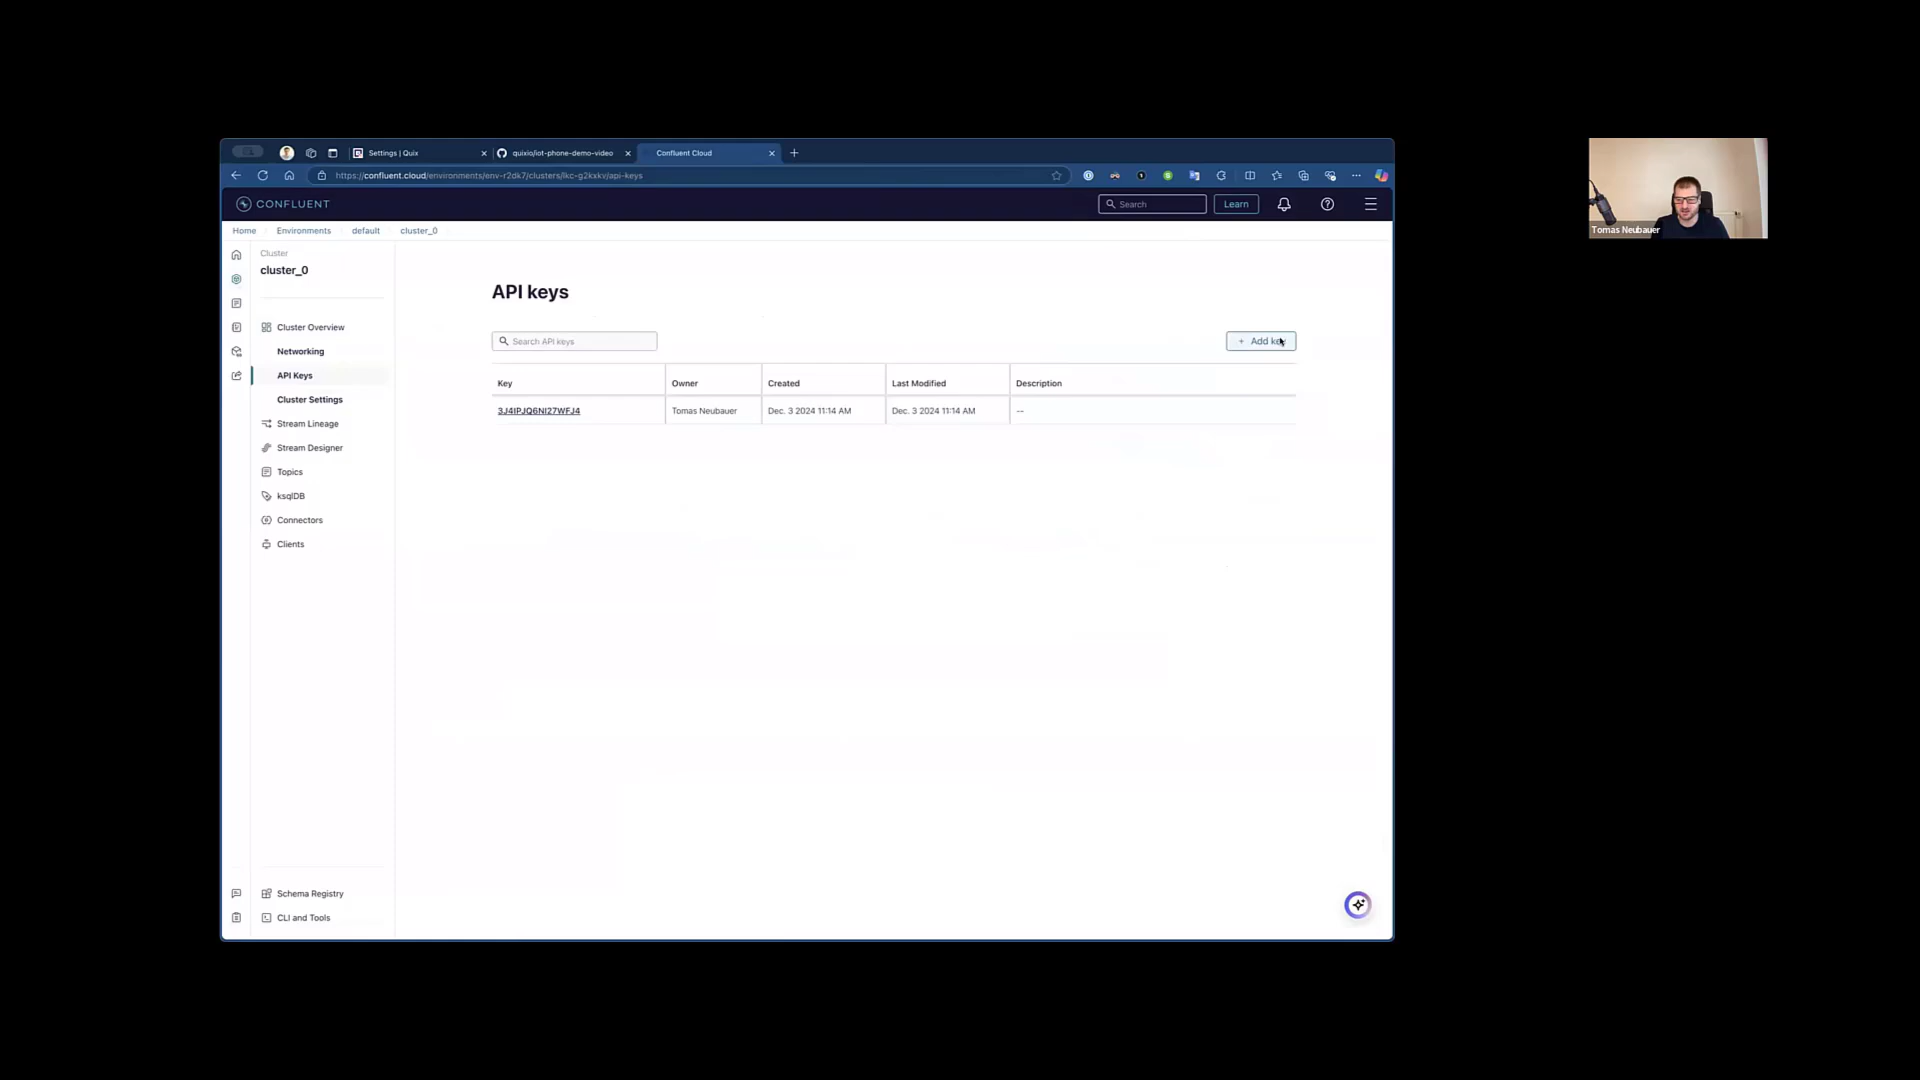 Settings | Quix
quixio/iot-phone-demo-video
Confluent Cloud
https://confluent.cloud/environments/env-r2dk7/clusters/lkc-g2kxkv/api-keys
CONFLUENT
Search
Learn
Home
Environments
default
cluster_0
Cluster
cluster_0
Cluster Overview
Networking
API Keys
Cluster Settings
Stream Lineage
Stream Designer
Topics
ksqlDB
Connectors
Clients
Schema Registry
CLI and Tools
API keys
Search API keys
+ Add key
Key Owner Created Last Modified Description
3J4IPJQ6NI27WFJ4 Tomas Neubauer Dec. 3 2024 11:14 AM Dec. 3 2024 11:14 AM --
Tomas Neubauer